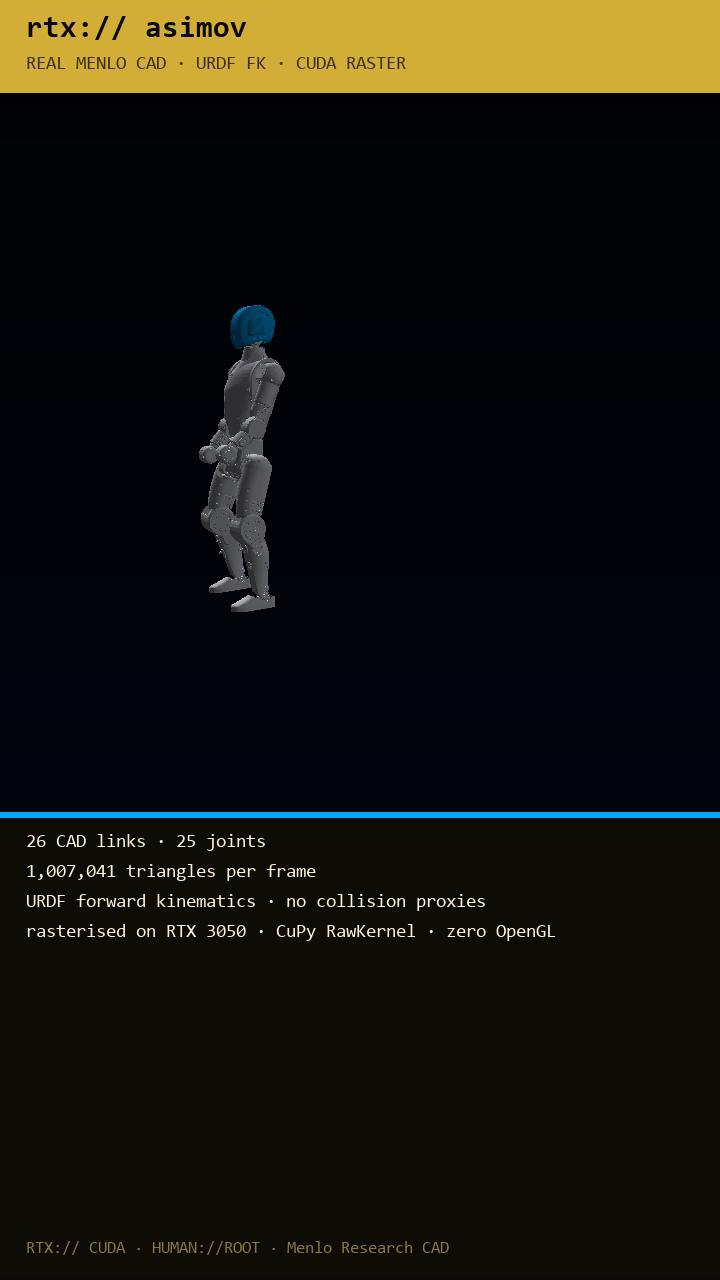 rtx:// asimov
REAL MENLO CAD · URDF FK · CUDA RASTER
26 CAD links · 25 joints
1,007,041 triangles per frame
URDF forward kinematics · no collision proxies
rasterised on RTX 3050 · CuPy RawKernel · zero OpenGL
RTX:// CUDA · HUMAN://ROOT · Menlo Research CAD